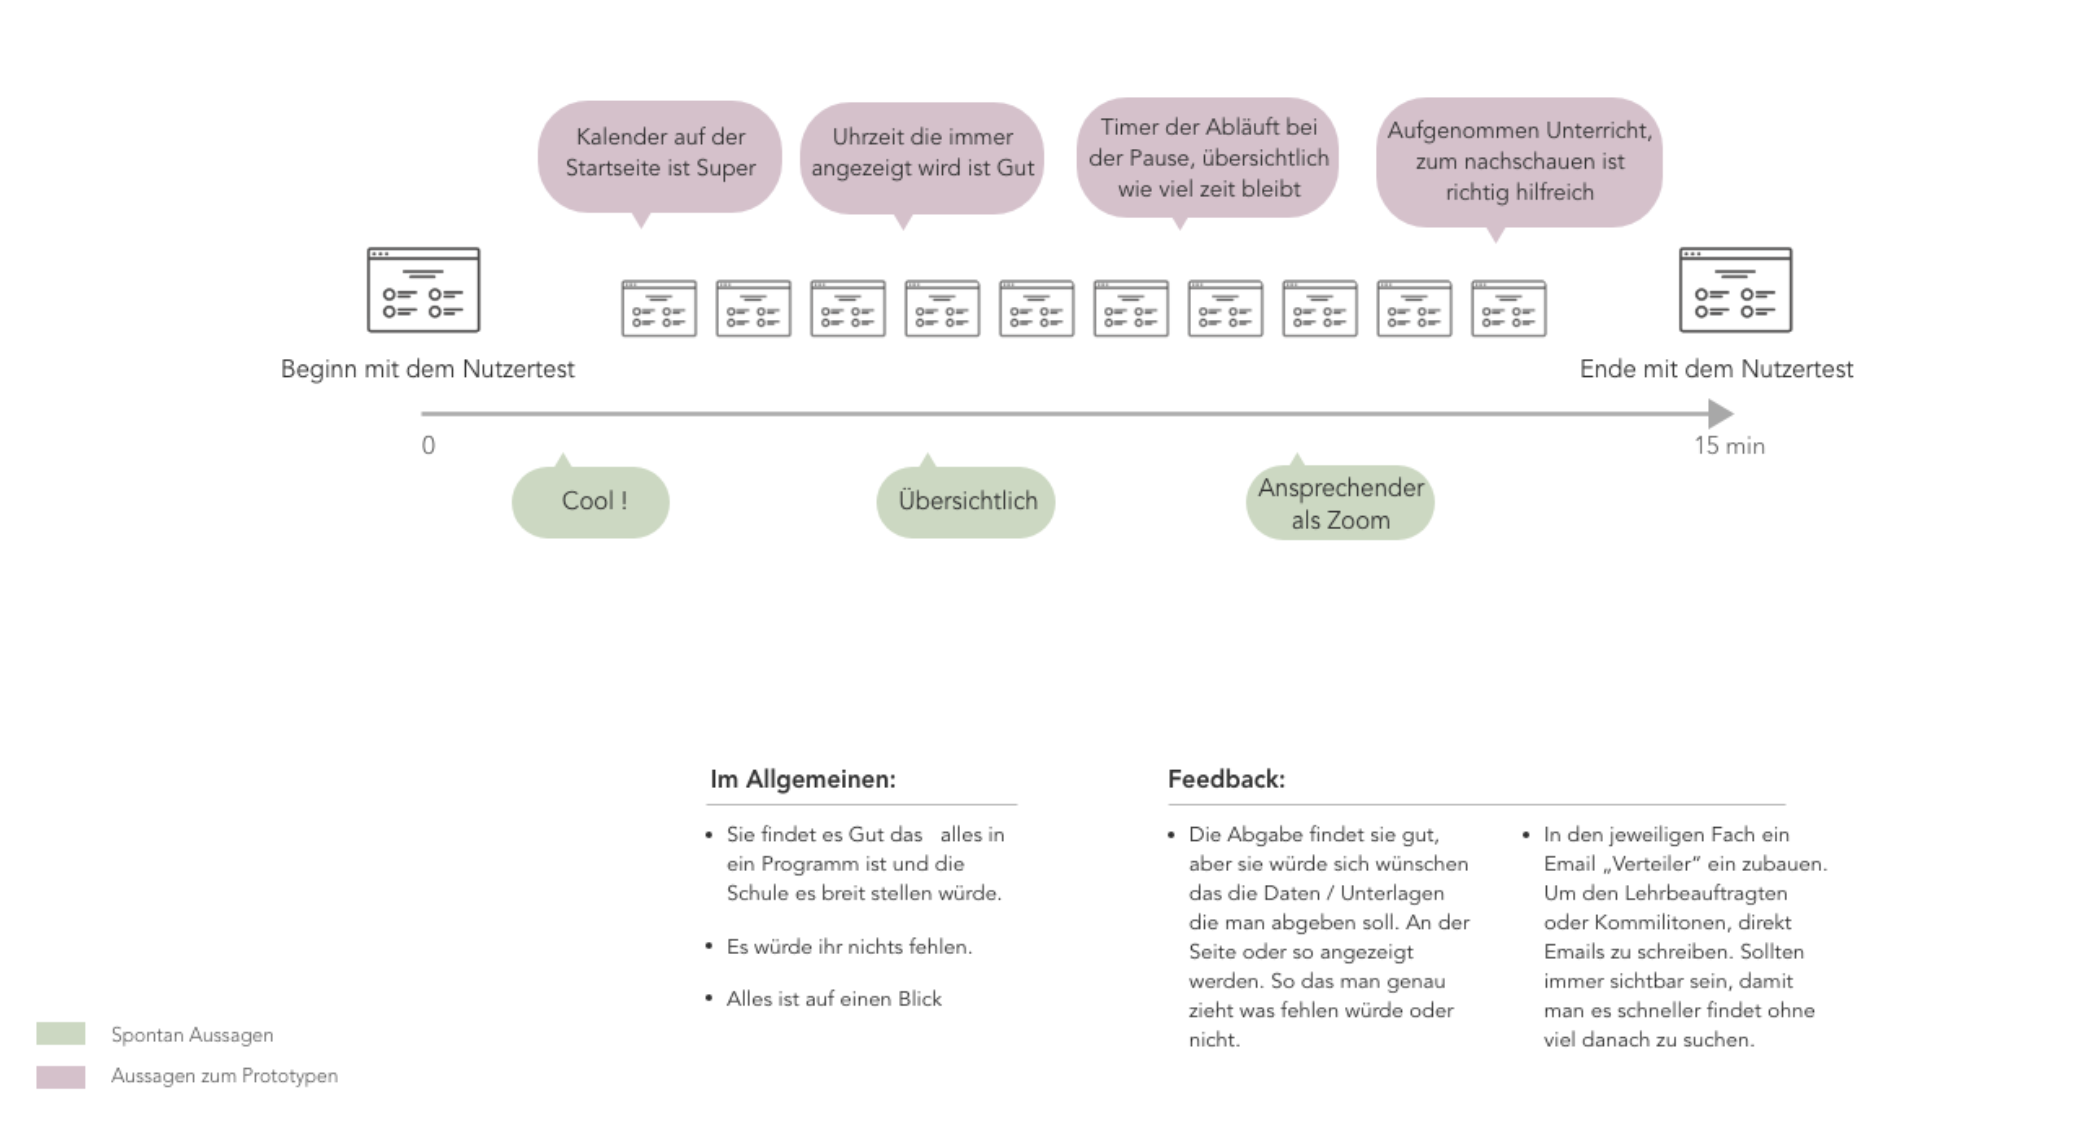 Kalender auf der
Startseite ist Super
Uhrzeit die immer
angezeigt wird ist Gut
Timer der Abläuft bei
der Pause, übersichtlich
wie viel zeit bleibt
Aufgenommen Unterricht,
zum nachschauen ist
richtig hilfreich
Beginn mit dem Nutzertest
Ende mit dem Nutzertest
0
15 min
Cool !
Übersichtlich
Ansprechender
als Zoom
Im Allgemeinen:
• Sie findet es Gut das alles in
ein Programm ist und die
Schule es breit stellen würde.
• Es würde ihr nichts fehlen.
• Alles ist auf einen Blick
Feedback:
• Die Abgabe findet sie gut,
aber sie würde sich wünschen
das die Daten / Unterlagen
die man abgeben soll. An der
Seite oder so angezeigt
werden. So das man genau
zieht was fehlen würde oder
nicht.
• In den jeweiligen Fach ein
Email „Verteiler“ ein zubauen.
Um den Lehrbeauftragten
oder Kommilitonen, direkt
Emails zu schreiben. Sollten
immer sichtbar sein, damit
man es schneller findet ohne
viel danach zu suchen.
Spontan Aussagen
Aussagen zum Prototypen